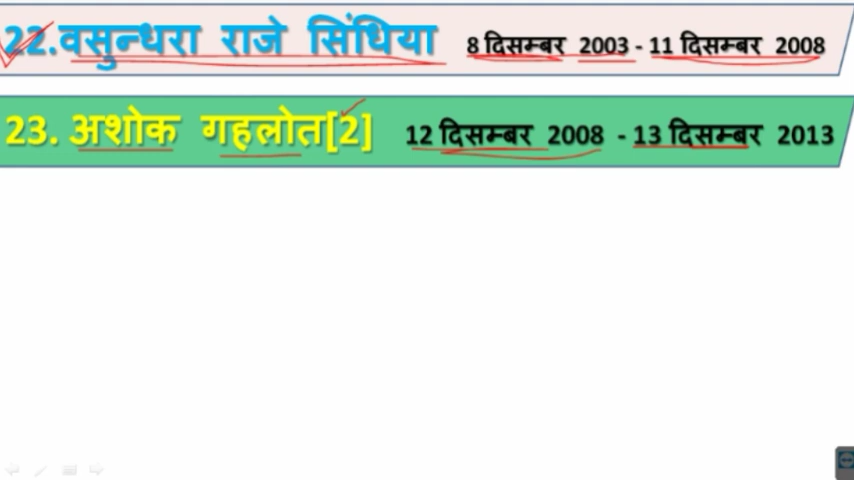 22.वसुन्धरा राजे सिंधिया 8 दिसम्बर 2003 - 11 दिसम्बर 2008
23. अशोक गहलोत[2] 12 दिसम्बर 2008 - 13 दिसम्बर 2013